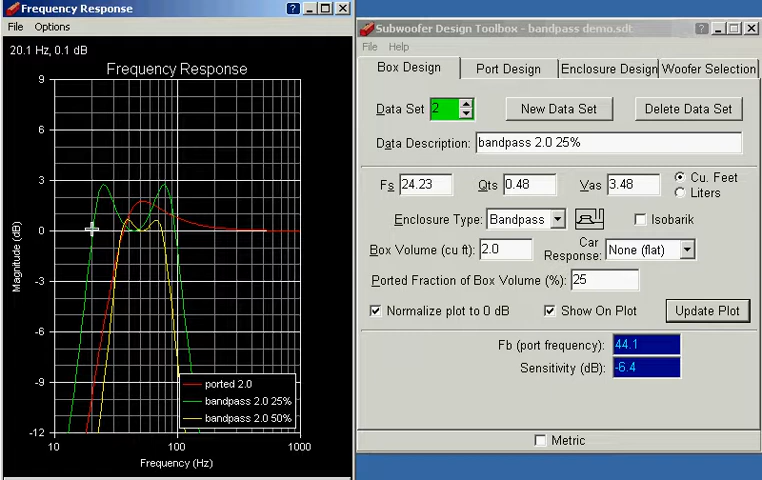 Frequency Response
File Options
20.1 Hz, 0.1 dB
Frequency Response
9
6
3
0
-3
-6
-9
-12
Magnitude (dB)
ported 2.0
bandpass 2.0 25%
bandpass 2.0 50%
10 100 1000
Frequency (Hz)
Subwoofer Design Toolbox - bandpass demo.sdt
File Help
Box Design Port Design Enclosure Design Woofer Selection
Data Set 2 New Data Set Delete Data Set
Data Description: bandpass 2.0 25%
Fs 24.23 Qts 0.48 Vas 3.48 Cu. Feet
Liters
Enclosure Type: Bandpass Isobarik
Box Volume (cu ft): 2.0 Car Response: None (flat)
Ported Fraction of Box Volume (%): 25
Normalize plot to 0 dB Show On Plot Update Plot
Fb (port frequency): 44.1
Sensitivity (dB): -6.4
Metric